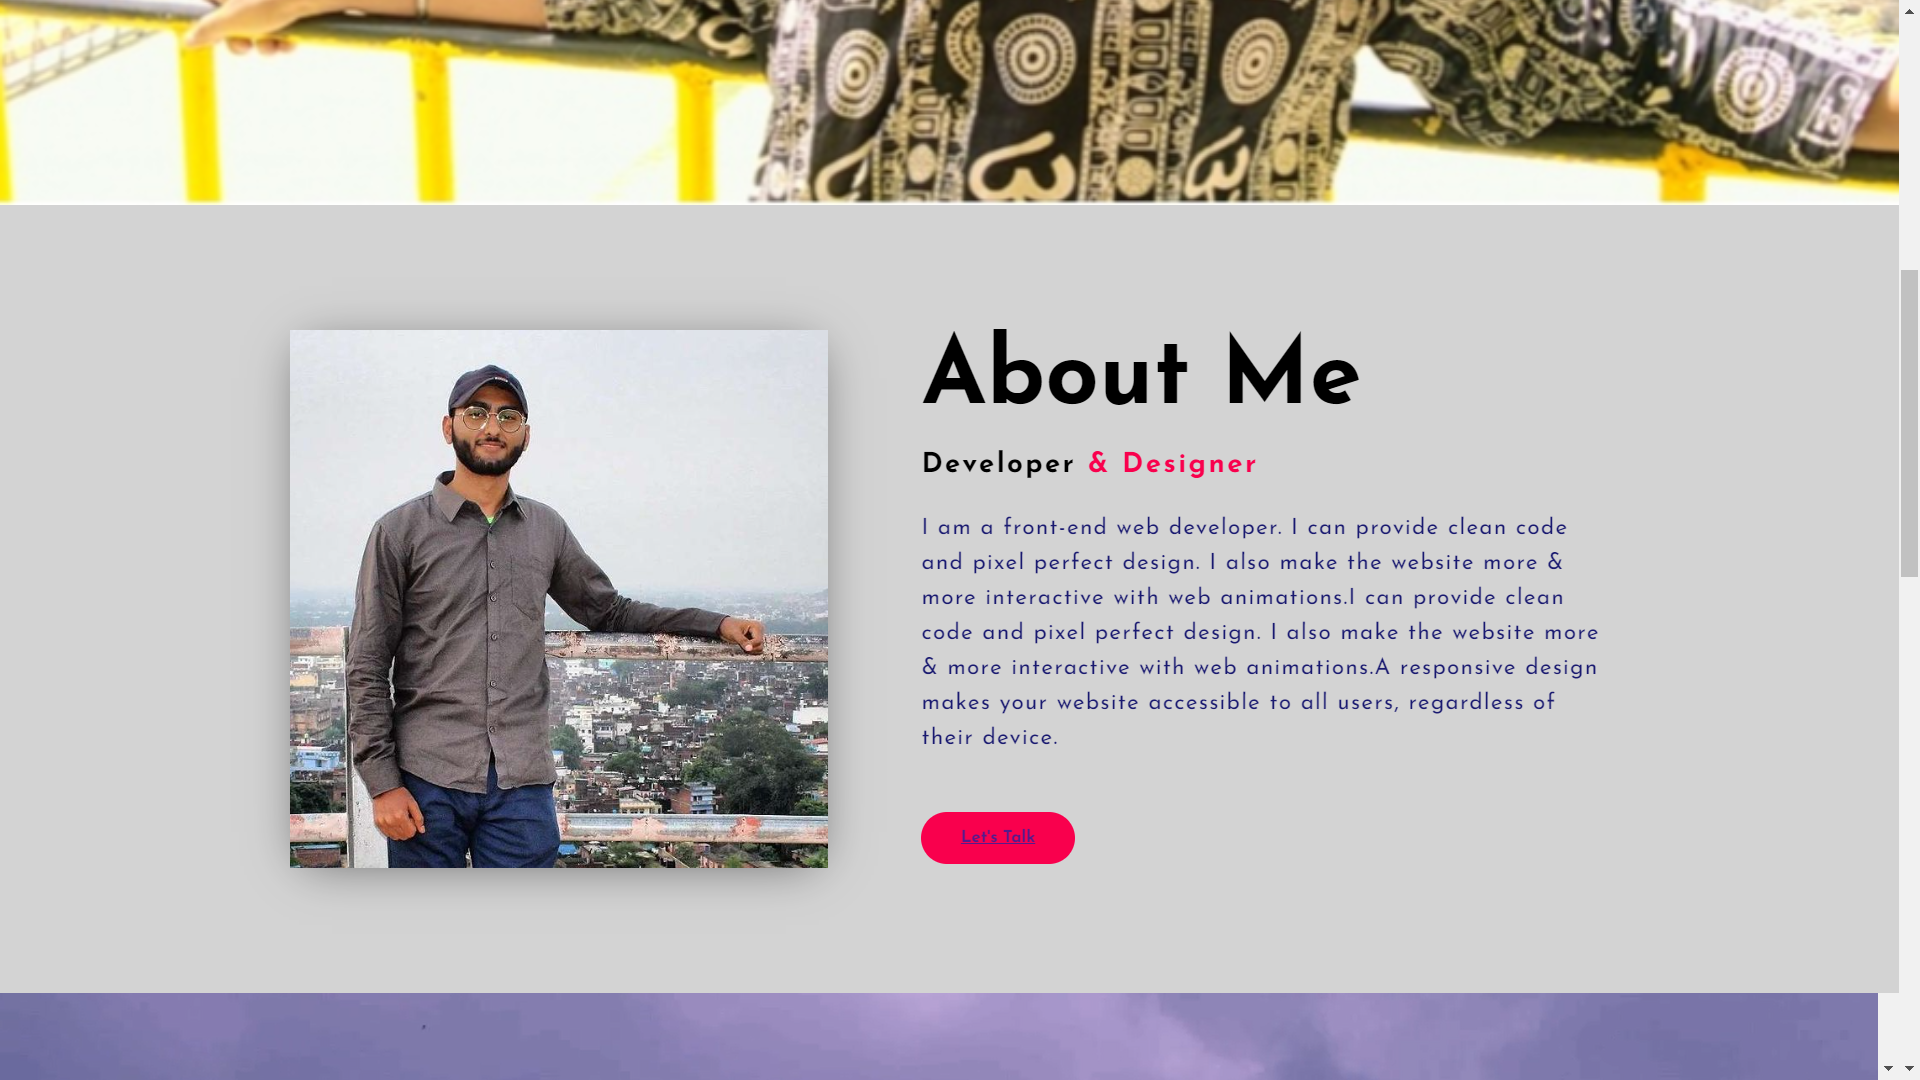 About Me
Developer & Designer
I am a front-end web developer. I can provide clean code
and pixel perfect design. I also make the website more &
more interactive with web animations.I can provide clean
code and pixel perfect design. I also make the website more
& more interactive with web animations.A responsive design
makes your website accessible to all users, regardless of
their device.
Let's Talk